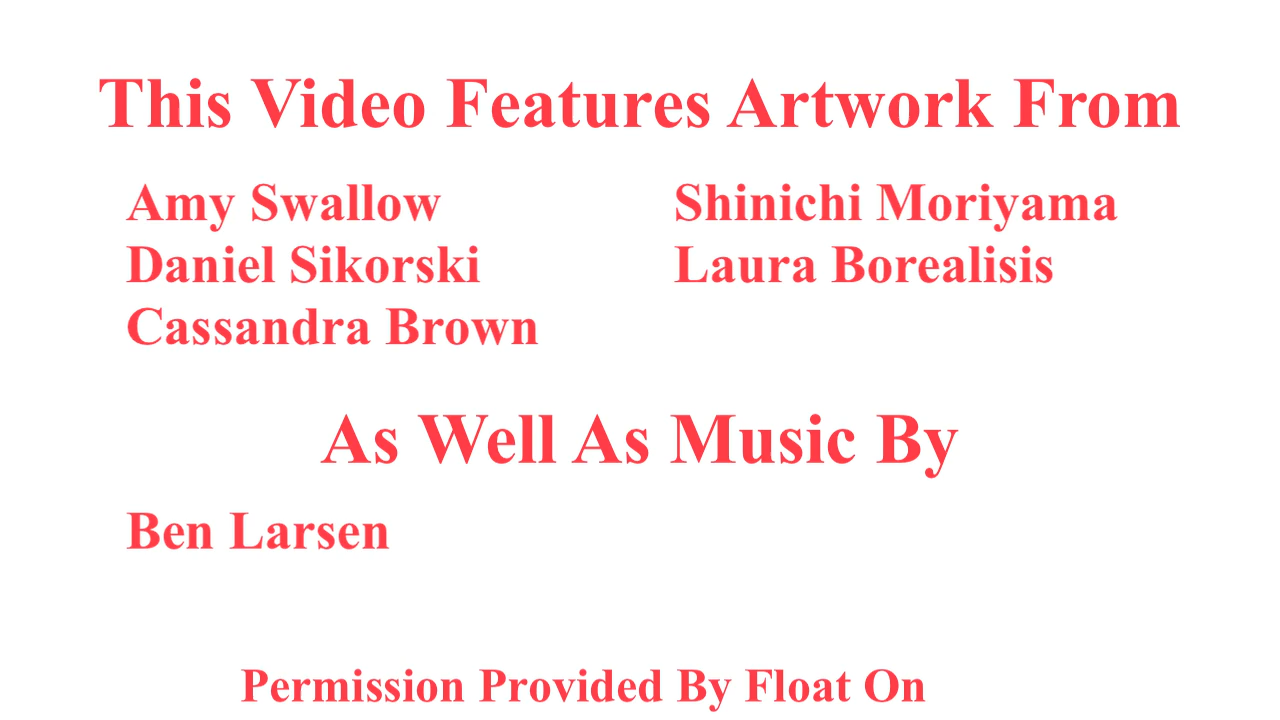 This Video Features Artwork From
Amy Swallow
Daniel Sikorski
Cassandra Brown
Shinichi Moriyama
Laura Borealisis
As Well As Music By
Ben Larsen
Permission Provided By Float On